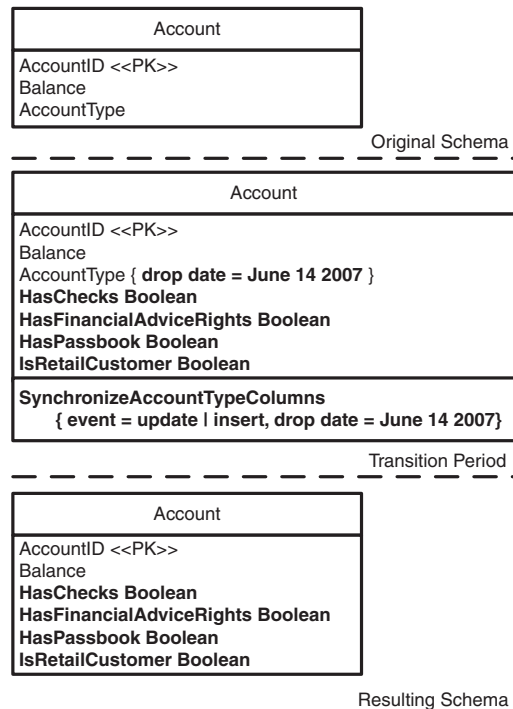 Account
AccountID <<PK>>
Balance
AccountType
Original Schema
Account
AccountID <<PK>>
Balance
AccountType { drop date = June 14 2007 }
HasChecks Boolean
HasFinancialAdviceRights Boolean
HasPassbook Boolean
IsRetailCustomer Boolean
SynchronizeAccountTypeColumns
{ event = update | insert, drop date = June 14 2007}
Transition Period
Account
AccountID <<PK>>
Balance
HasChecks Boolean
HasFinancialAdviceRights Boolean
HasPassbook Boolean
IsRetailCustomer Boolean
Resulting Schema